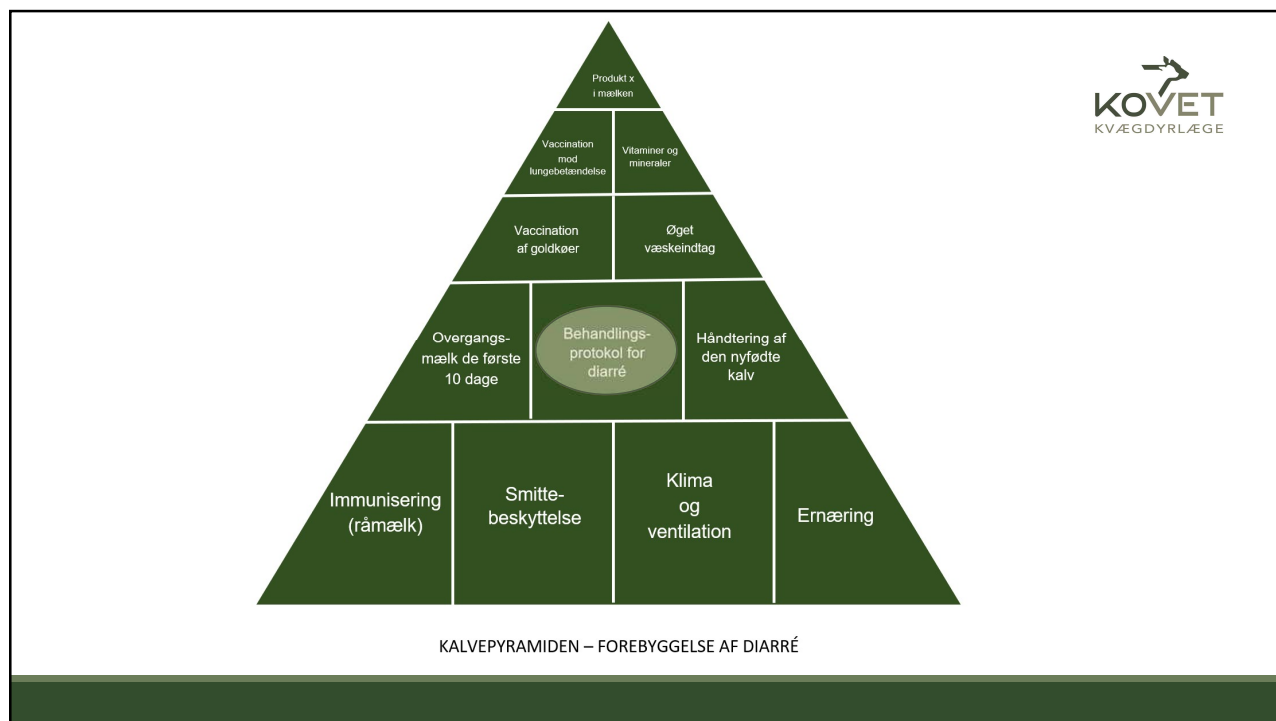 Produkt x
i mælken
KOVET
KVÆGDYRLÆGE
Vaccination
mod
lungebetændelse
Vitaminer og
mineraler
Vaccination
af goldkøer
Øget
væskeindtag
Overgangs-
mælk de første
10 dage
Behandlings-
protokol for
diarré
Håndtering af
den nyfødte
kalv
Immunisering
(råmælk)
Smitte-
beskyttelse
Klima
og
ventilation
Ernæring
KALVEPYRAMIDEN – FOREBYGGELSE AF DIARRÉ